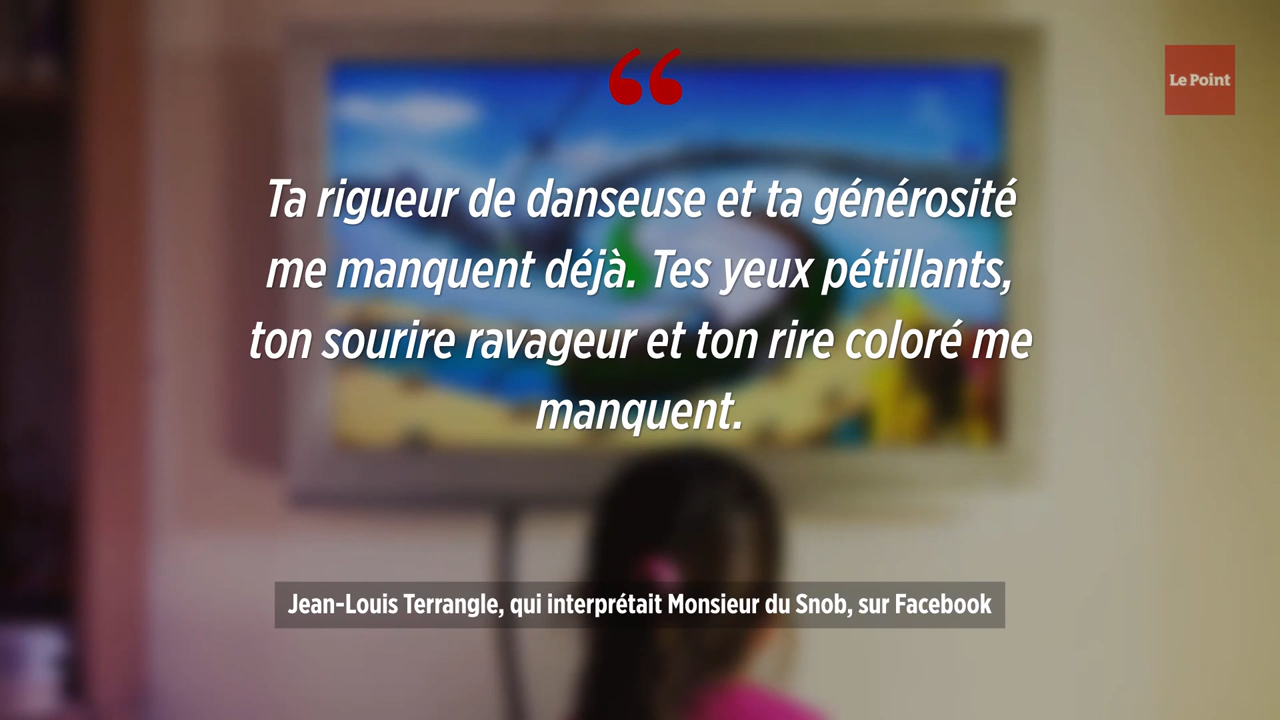 “
Le Point
Ta rigueur de danseuse et ta générosité
me manquent déjà. Tes yeux pétillants,
ton sourire ravageur et ton rire coloré me
manquent.
Jean-Louis Terrangle, qui interprétait Monsieur du Snob, sur Facebook